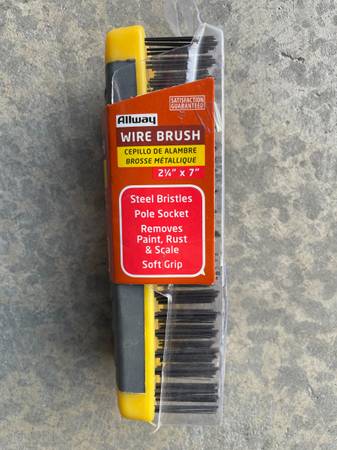 SATISFACTION
GUARANTEED
Allway
WIRE BRUSH
CEPILLO DE ALAMBRE
BROSSE MÉTALLIQUE
2¼" x 7"
Steel Bristles
Pole Socket
Removes
Paint, Rust
& Scale
Soft Grip